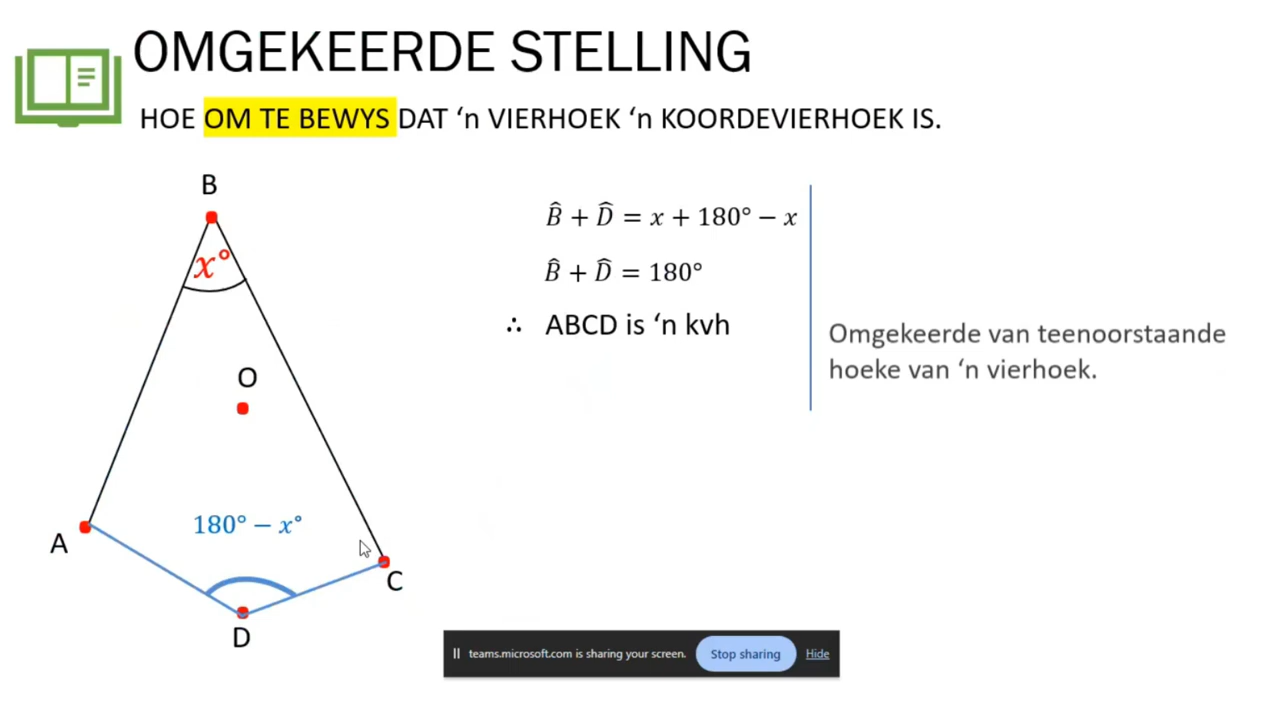 OMGEKEERDE STELLING
HOE OM TE BEWYS DAT ‘n VIERHOEK ‘n KOORDEVIERHOEK IS.
B
x°
O
180° − x°
A
C
D
B̂ + D̂ = x + 180° − x
B̂ + D̂ = 180°
∴ ABCD is ‘n kvh
Omgekeerde van teenoorstaande
hoeke van ‘n vierhoek.
teams.microsoft.com is sharing your screen. Stop sharing Hide